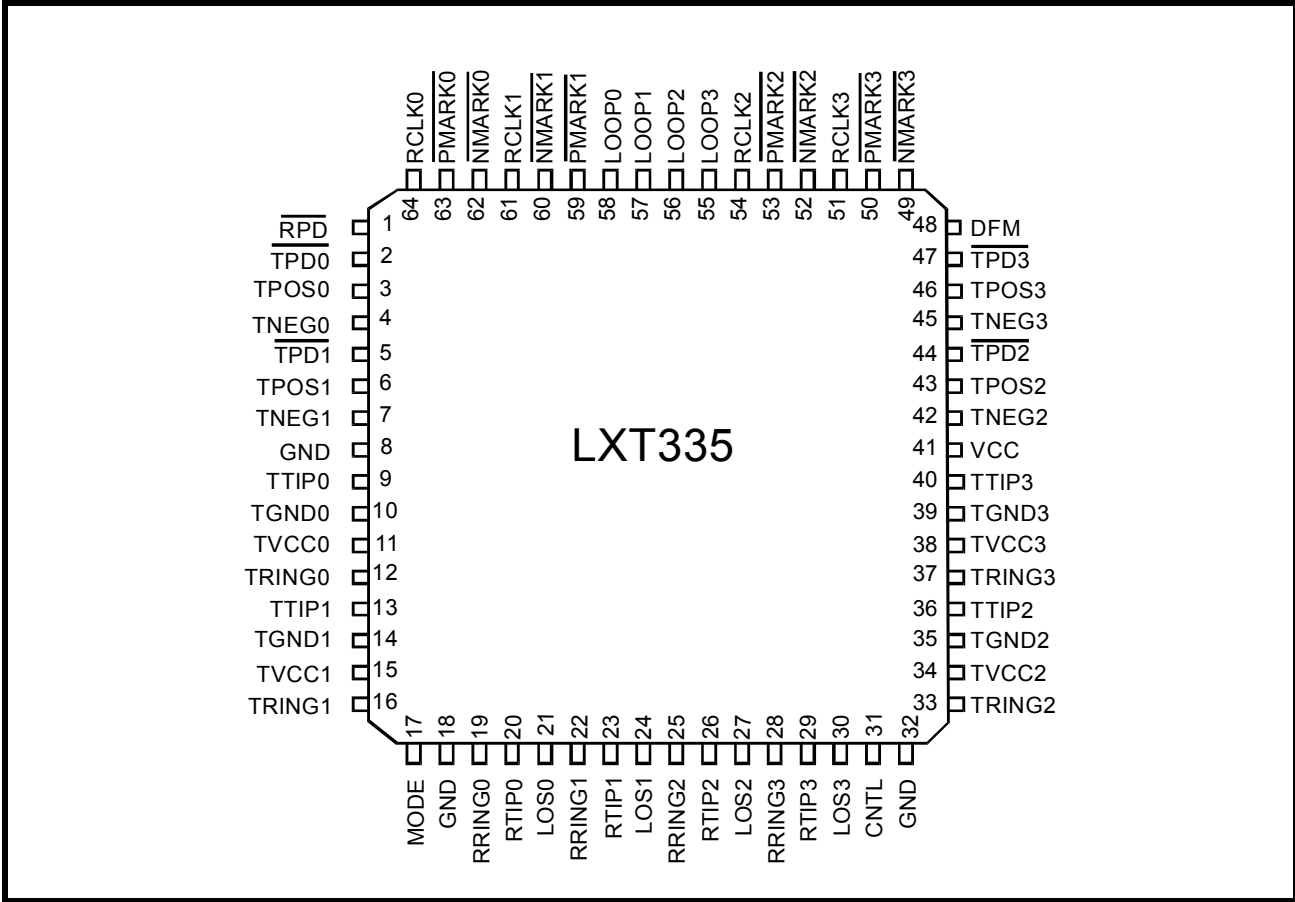 RCLK0
PMARK0
NMARK0
RCLK1
NMARK1
PMARK1
LOOP0
LOOP1
LOOP2
LOOP3
RCLK2
PMARK2
NMARK2
RCLK3
PMARK3
NMARK3
64
63
62
61
60
59
58
57
56
55
54
53
52
51
50
49
RPD 1
TPD0 2
TPOS0 3
TNEG0 4
TPD1 5
TPOS1 6
TNEG1 7
GND 8
TTIP0 9
TGND0 10
TVCC0 11
TRING0 12
TTIP1 13
TGND1 14
TVCC1 15
TRING1 16
LXT335
48 DFM
47 TPD3
46 TPOS3
45 TNEG3
44 TPD2
43 TPOS2
42 TNEG2
41 VCC
40 TTIP3
39 TGND3
38 TVCC3
37 TRING3
36 TTIP2
35 TGND2
34 TVCC2
33 TRING2
17
18
19
20
21
22
23
24
25
26
27
28
29
30
31
32
MODE
GND
RRING0
RTIP0
LOS0
RRING1
RTIP1
LOS1
RRING2
RTIP2
LOS2
RRING3
RTIP3
LOS3
CNTL
GND